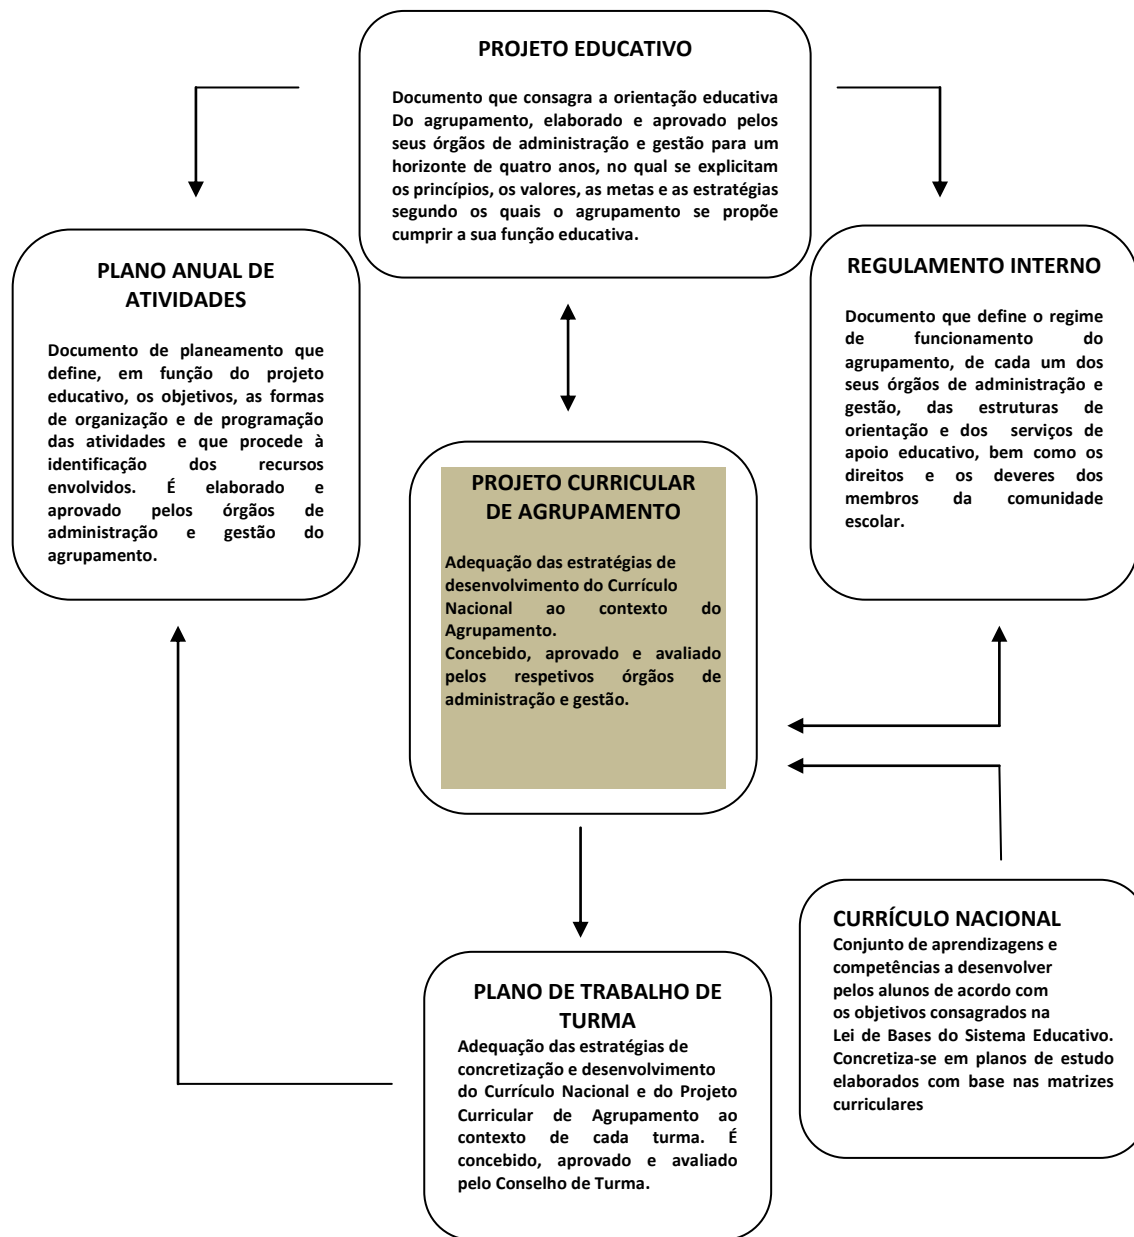 PROJETO EDUCATIVO
Documento que consagra a orientação educativa
Do agrupamento, elaborado e aprovado pelos
seus órgãos de administração e gestão para um
horizonte de quatro anos, no qual se explicitam
os princípios, os valores, as metas e as estratégias
segundo os quais o agrupamento se propõe
cumprir a sua função educativa.
PLANO ANUAL DE
ATIVIDADES
Documento de planeamento que
define, em função do projeto
educativo, os objetivos, as formas
de organização e de programação
das atividades e que procede à
identificação dos recursos
envolvidos. É elaborado e
aprovado pelos órgãos de
administração e gestão do
agrupamento.
REGULAMENTO INTERNO
Documento que define o regime
de funcionamento do
agrupamento, de cada um dos
seus órgãos de administração e
gestão, das estruturas de
orientação e dos serviços de
apoio educativo, bem como os
direitos e os deveres dos
membros da comunidade
escolar.
PROJETO CURRICULAR
DE AGRUPAMENTO
Adequação das estratégias de
desenvolvimento do Currículo
Nacional ao contexto do
Agrupamento.
Concebido, aprovado e avaliado
pelos respetivos órgãos de
administração e gestão.
CURRÍCULO NACIONAL
Conjunto de aprendizagens e
competências a desenvolver
pelos alunos de acordo com
os objetivos consagrados na
Lei de Bases do Sistema Educativo.
Concretiza-se em planos de estudo
elaborados com base nas matrizes
curriculares
PLANO DE TRABALHO DE
TURMA
Adequação das estratégias de
concretização e desenvolvimento
do Currículo Nacional e do Projeto
Curricular de Agrupamento ao
contexto de cada turma. É
concebido, aprovado e avaliado
pelo Conselho de Turma.